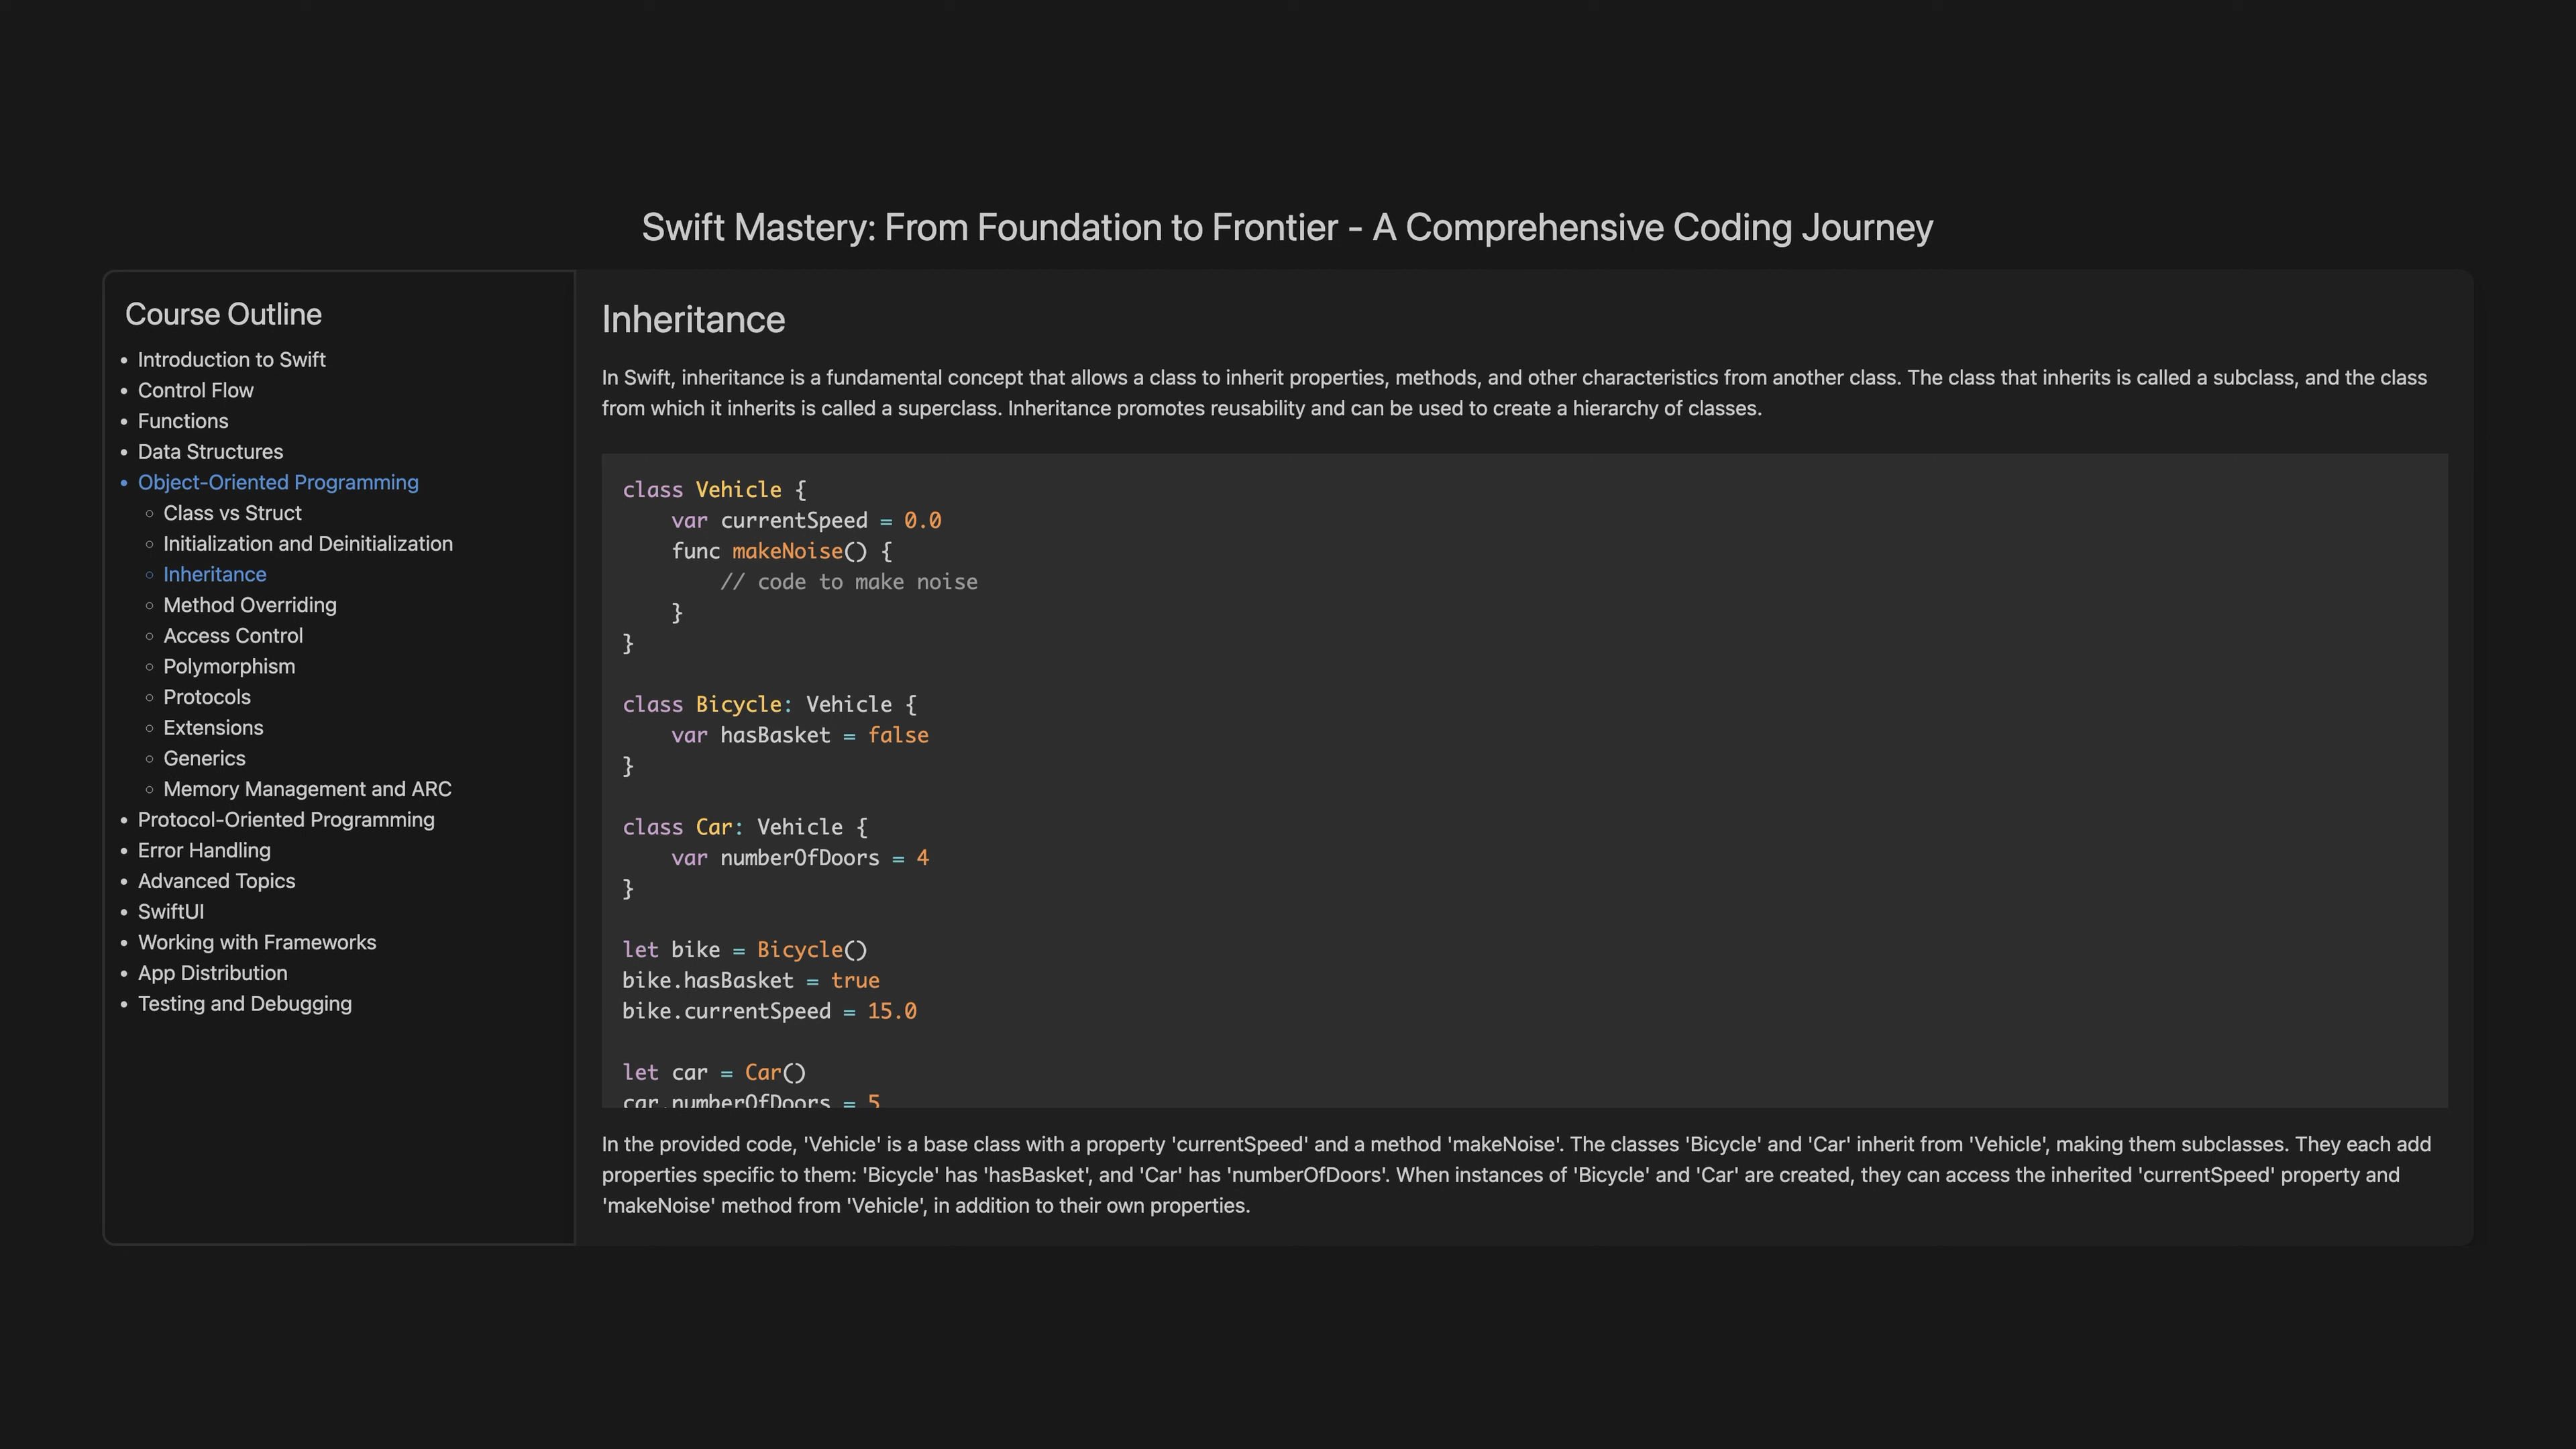 Swift Mastery: From Foundation to Frontier - A Comprehensive Coding Journey
Course Outline
Introduction to Swift
Control Flow
Functions
Data Structures
Object-Oriented Programming
Class vs Struct
Initialization and Deinitialization
Inheritance
Method Overriding
Access Control
Polymorphism
Protocols
Extensions
Generics
Memory Management and ARC
Protocol-Oriented Programming
Error Handling
Advanced Topics
SwiftUI
Working with Frameworks
App Distribution
Testing and Debugging
Inheritance
In Swift, inheritance is a fundamental concept that allows a class to inherit properties, methods, and other characteristics from another class. The class that inherits is called a subclass, and the class
from which it inherits is called a superclass. Inheritance promotes reusability and can be used to create a hierarchy of classes.
class Vehicle {
    var currentSpeed = 0.0
    func makeNoise() {
        // code to make noise
    }
}
class Bicycle: Vehicle {
    var hasBasket = false
}
class Car: Vehicle {
    var numberOfDoors = 4
}
let bike = Bicycle()
bike.hasBasket = true
bike.currentSpeed = 15.0
let car = Car()
car.numberOfDoors = 5
In the provided code, 'Vehicle' is a base class with a property 'currentSpeed' and a method 'makeNoise'. The classes 'Bicycle' and 'Car' inherit from 'Vehicle', making them subclasses. They each add
properties specific to them: 'Bicycle' has 'hasBasket', and 'Car' has 'numberOfDoors'. When instances of 'Bicycle' and 'Car' are created, they can access the inherited 'currentSpeed' property and
'makeNoise' method from 'Vehicle', in addition to their own properties.